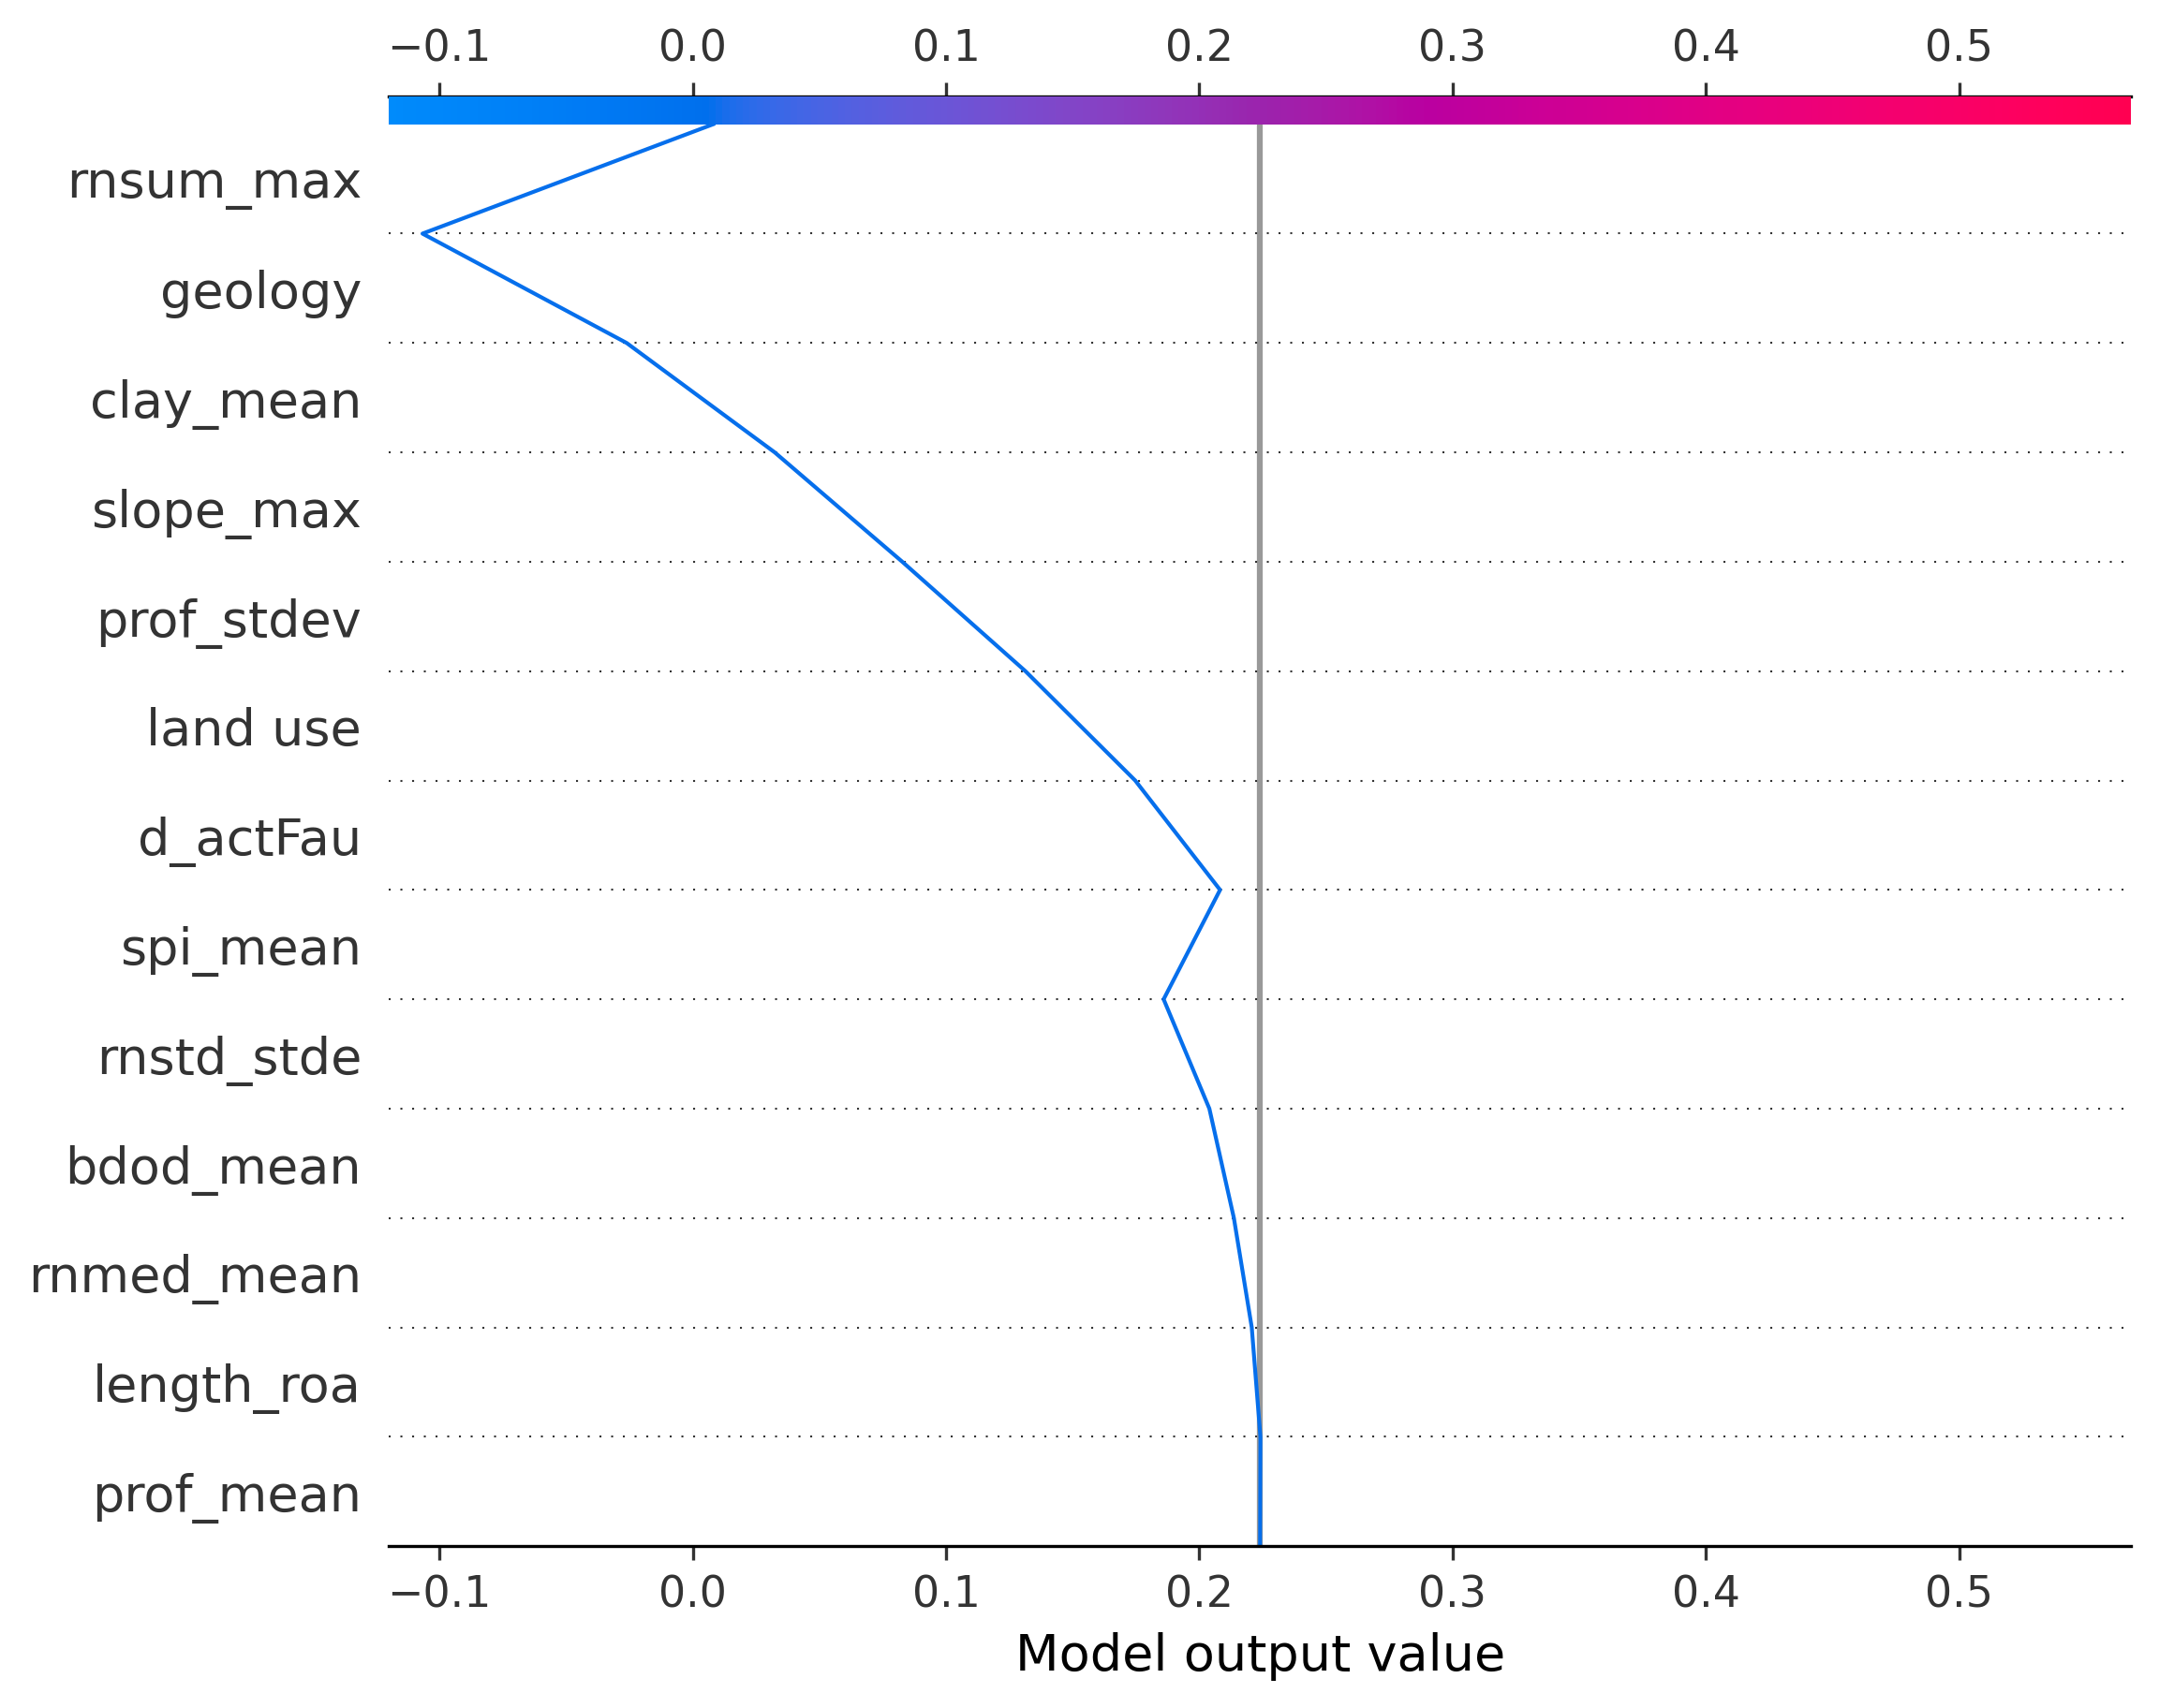 −0.1 0.0 0.1 0.2 0.3 0.4 0.5
rnsum_max
geology
clay_mean
slope_max
prof_stdev
land use
d_actFau
spi_mean
rnstd_stde
bdod_mean
rnmed_mean
length_roa
prof_mean
−0.1 0.0 0.1 0.2 0.3 0.4 0.5
Model output value